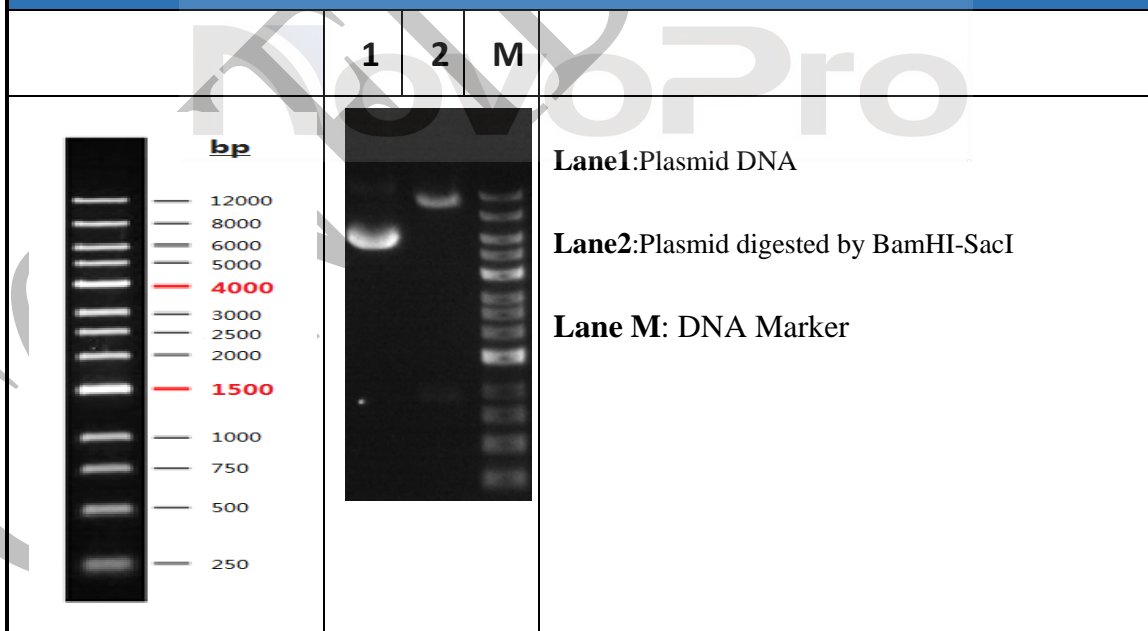 NovoPro
1 2 M
bp
12000
8000
6000
5000
4000
3000
2500
2000
1500
1000
750
500
250
Lane1:Plasmid DNA
Lane2:Plasmid digested by BamHI-SacI
Lane M: DNA Marker